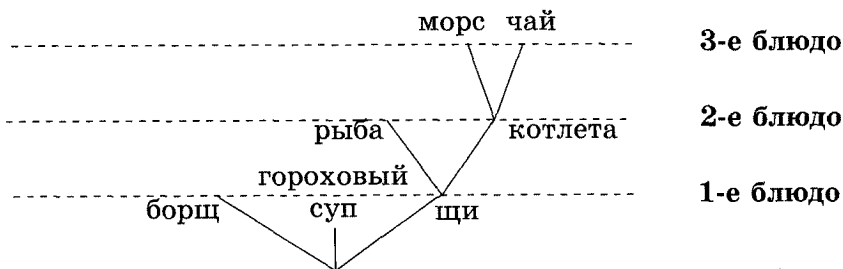 морс чай
3-е блюдо
рыба
котлета
2-е блюдо
гороховый
суп
борщ
щи
1-е блюдо